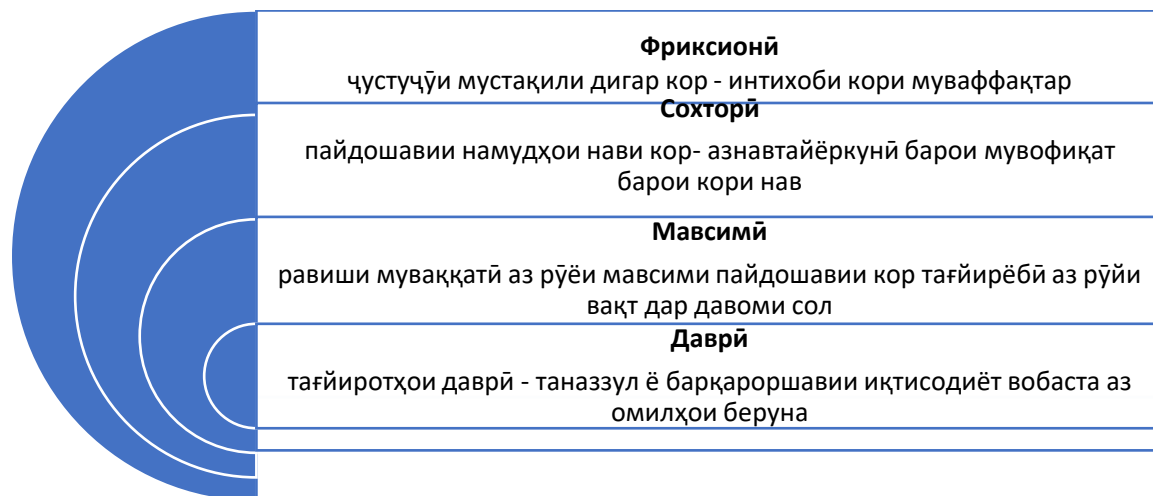 Фриксионӣ
ҷустуҷӯи мустақили дигар кор - интихоби кори муваффақтар
Сохторӣ
пайдошавии намудҳои нави кор- азнавтайёркунӣ барои мувофиқат
барои кори нав
Мавсимӣ
равиши муваққатӣ аз рӯёи мавсими пайдошавии кор тағйирёбӣ аз рӯйи
вақт дар давоми сол
Даврӣ
тағйиротҳои даврӣ - таназзул ё барқароршавии иқтисодиёт вобаста аз
омилҳои беруна